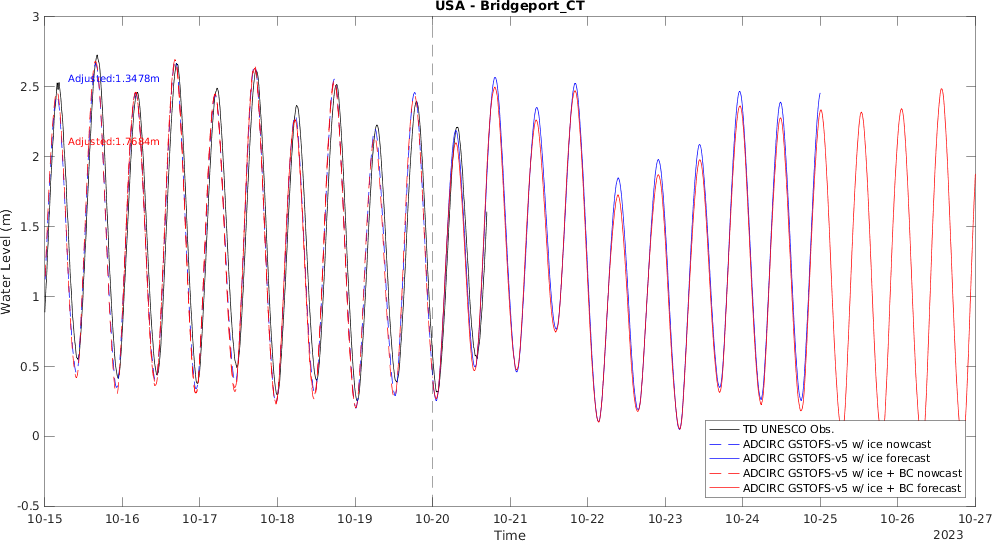 USA - Bridgeport_CT
3
2.5
2
1.5
1
0.5
0
-0.5
Water Level (m)
Adjusted:1.3478m
Adjusted:1.7684m
TD UNESCO Obs.
ADCIRC GSTOFS-v5 w/ ice nowcast
ADCIRC GSTOFS-v5 w/ ice forecast
ADCIRC GSTOFS-v5 w/ ice + BC nowcast
ADCIRC GSTOFS-v5 w/ ice + BC forecast
10-15 10-16 10-17 10-18 10-19 10-20 10-21 10-22 10-23 10-24 10-25 10-26 10-27
Time
2023